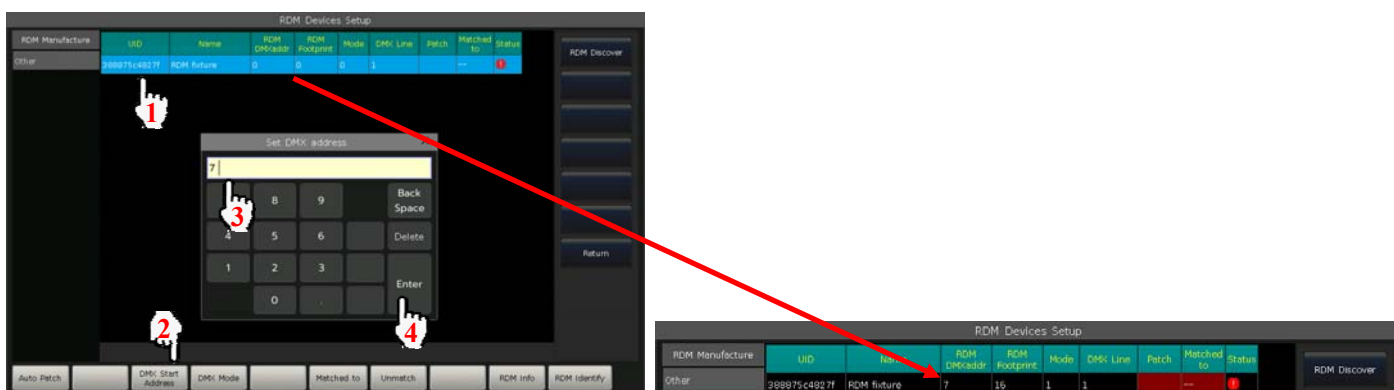 RDM Devices Setup
RDM Manufacture
UID
Name
RDM DMXaddr
RDM Footprint
Mode
DMX Line
Patch
Matched to
Status
RDM Discover
Other
388875c4827f
RDM fixture
0
0
0
1
--
!
1
Set DMX address
7
3
8
9
Back Space
4
5
6
Delete
1
2
3
Enter
0
.
4
Return
2
Auto Patch
DMX Start Address
DMX Mode
Matched to
Unmatch
RDM Info
RDM Identify
RDM Devices Setup
RDM Manufacture
UID
RDM DMXaddr
RDM Footprint
Mode
DMX Line
Patch
Matched to
Status
RDM Discover
Other
388875c4827f
RDM fixture
7
16
1
1
--
!